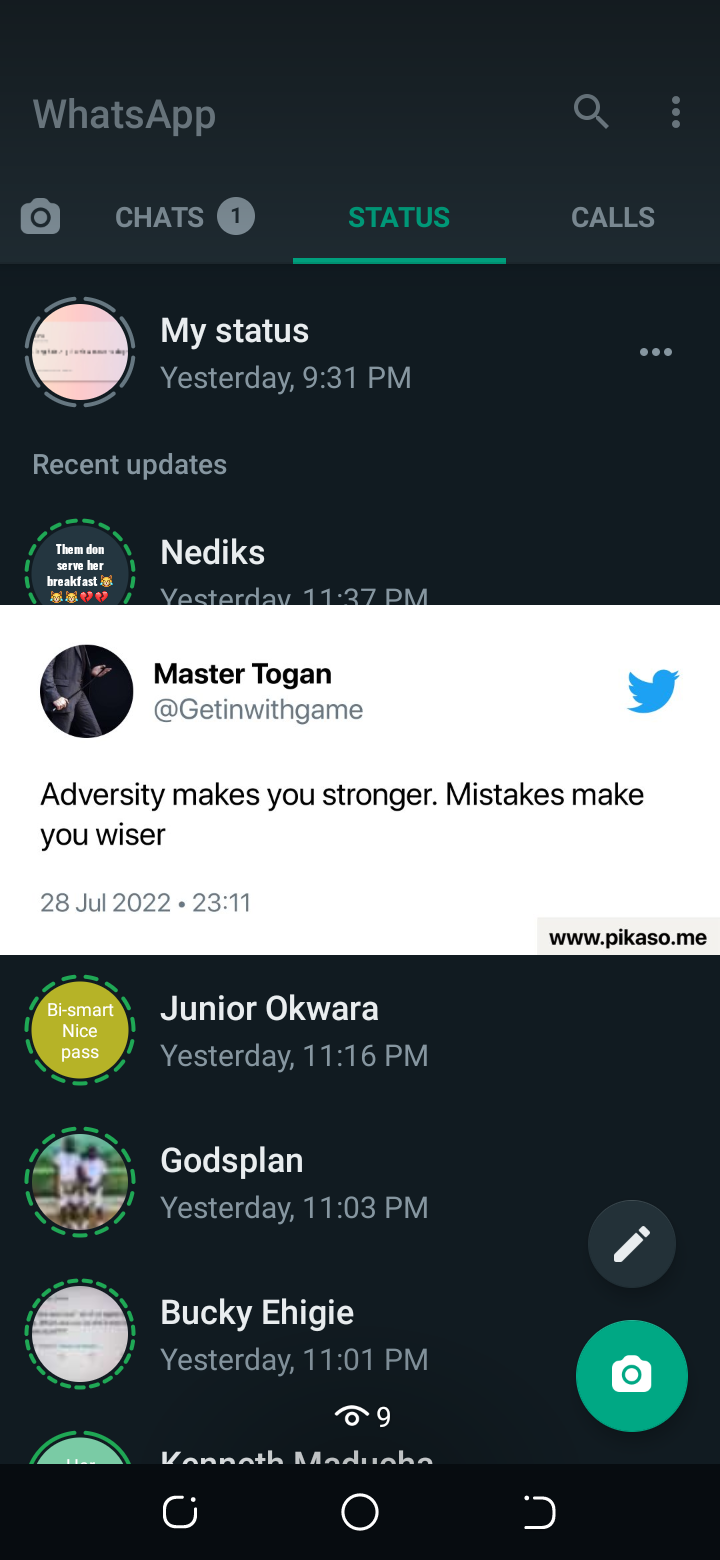 WhatsApp
CHATS 1 STATUS CALLS
My status
Yesterday, 9:31 PM
Recent updates
Them don
serve her
breakfast 😿
😿😿💔💔
Nediks
Yesterday, 11:37 PM
Master Togan
@Getinwithgame
Adversity makes you stronger. Mistakes make
you wiser
28 Jul 2022 • 23:11
www.pikaso.me
Bi-smart
Nice
pass
Junior Okwara
Yesterday, 11:16 PM
Godsplan
Yesterday, 11:03 PM
Bucky Ehigie
Yesterday, 11:01 PM
9
Kenneth